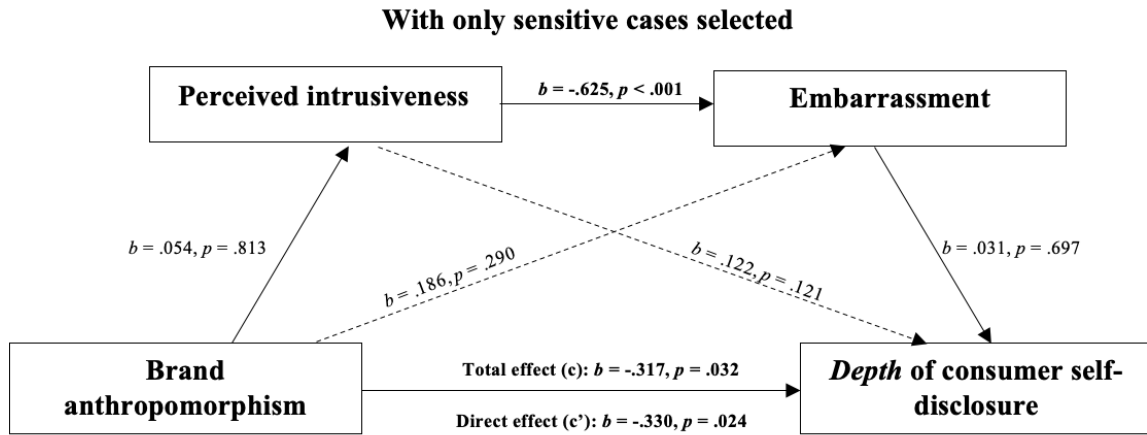 With only sensitive cases selected
Perceived intrusiveness
b = -.625, p < .001
Embarrassment
b = .054, p = .813
b = .186, p = .290
b = .122, p = .121
b = .031, p = .697
Brand
anthropomorphism
Total effect (c): b = -.317, p = .032
Direct effect (c’): b = -.330, p = .024
Depth of consumer self-
disclosure